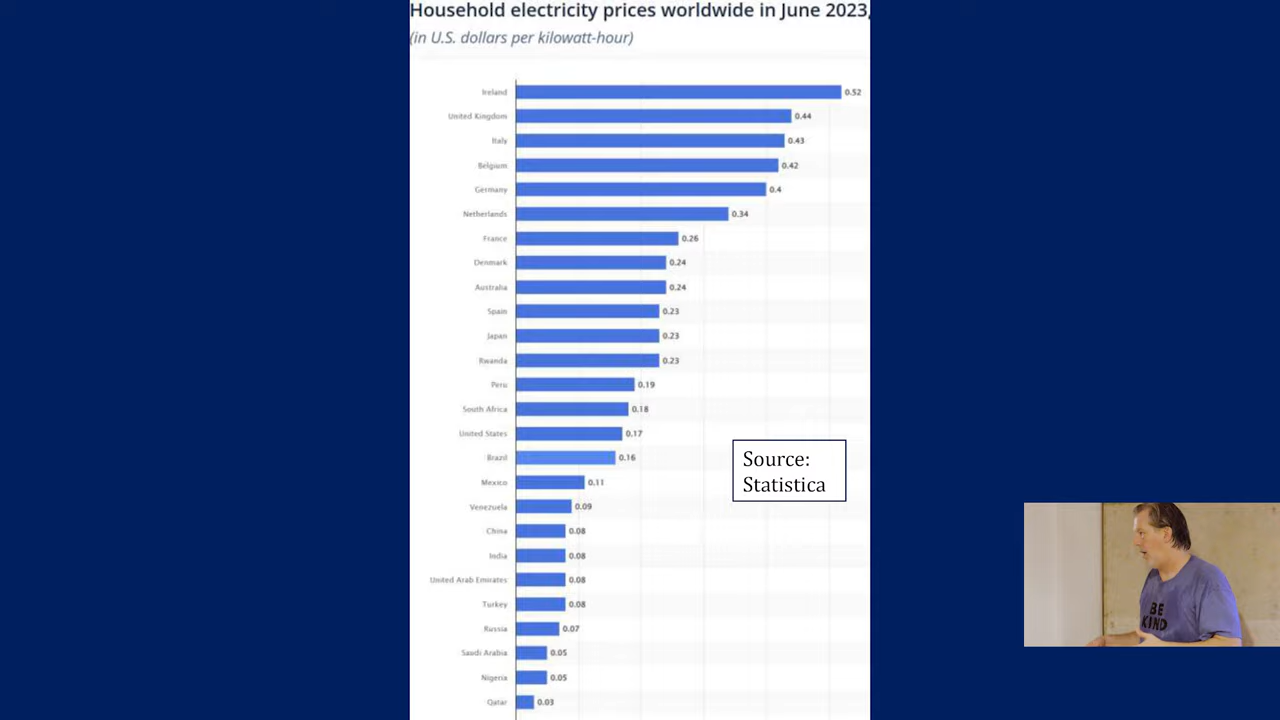 Household electricity prices worldwide in June 2023,
(in U.S. dollars per kilowatt-hour)
Ireland 0.52
United Kingdom 0.44
Italy 0.43
Belgium 0.42
Germany 0.4
Netherlands 0.34
France 0.26
Denmark 0.24
Australia 0.24
Spain 0.23
Japan 0.23
Rwanda 0.23
Peru 0.19
South Africa 0.18
United States 0.17
Brazil 0.16
Mexico 0.11
Venezuela 0.09
China 0.08
India 0.08
United Arab Emirates 0.08
Turkey 0.08
Russia 0.07
Saudi Arabia 0.05
Nigeria 0.05
Qatar 0.03
Source:
Statistica
BE
KIND